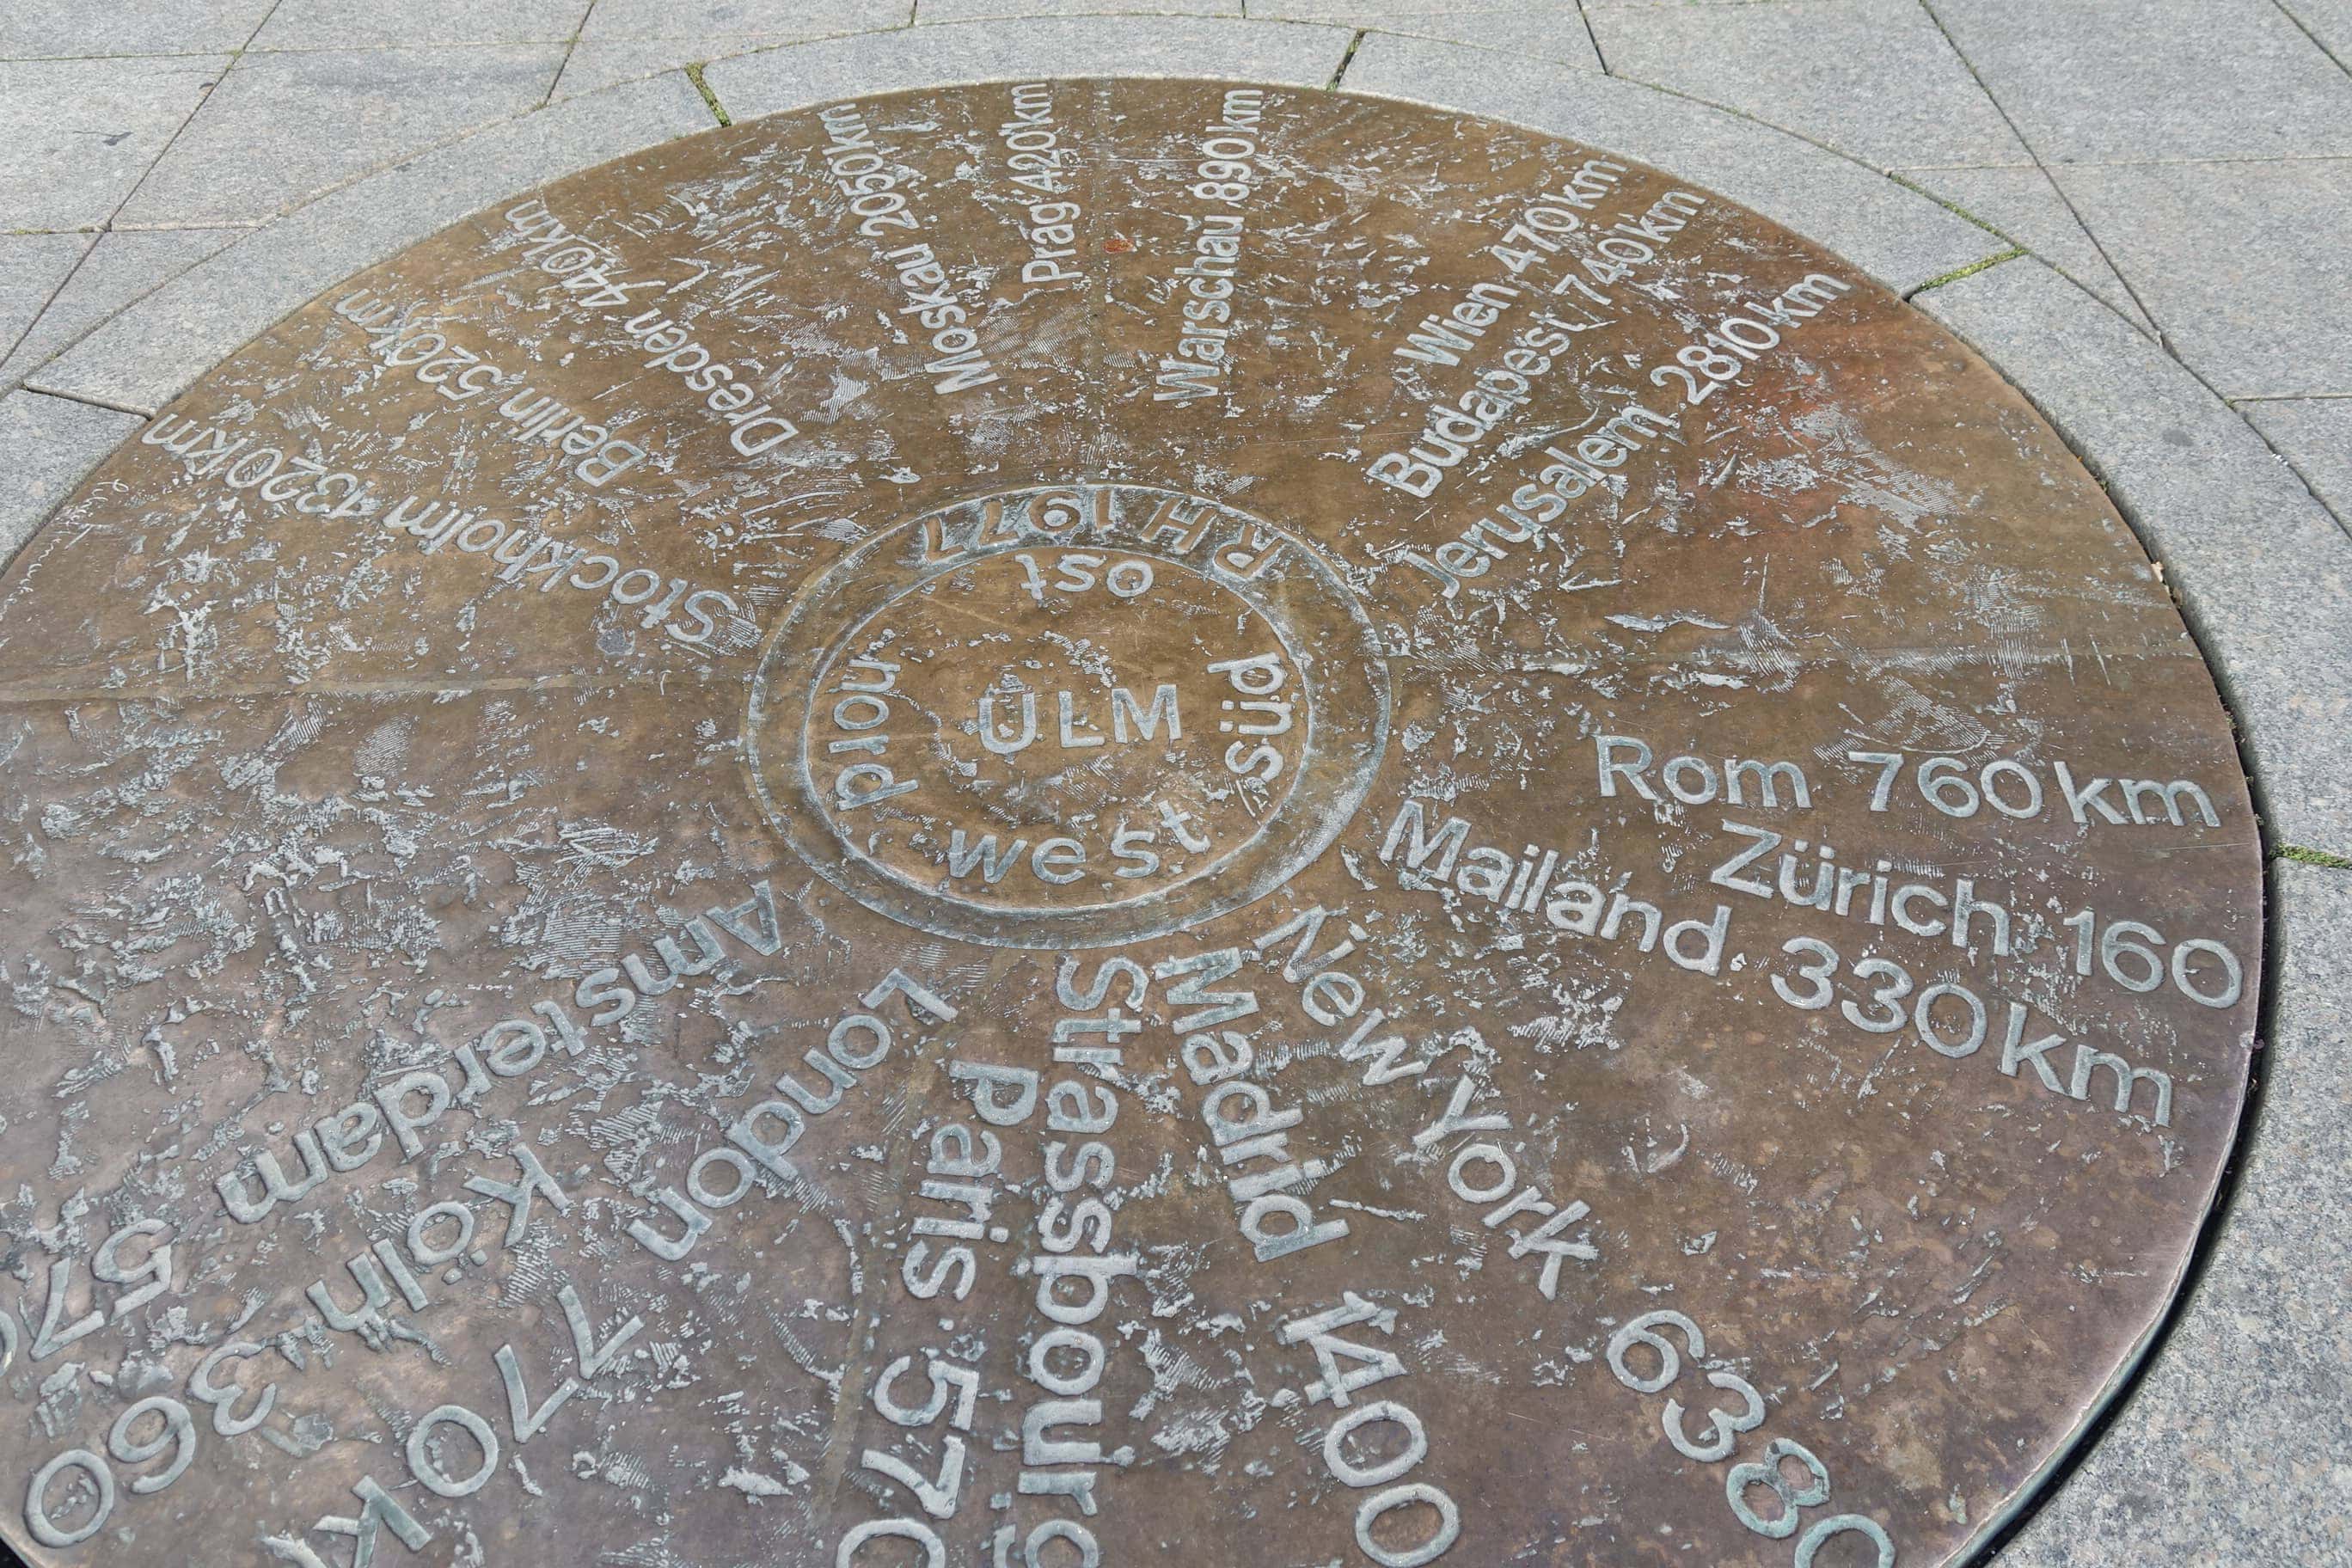 ULM
ost
süd
west
nord
RH 1977
Stockholm 1320km
Berlin 520km
Dresden 440km
Moskau 2050km
Prag 420km
Warschau 890km
Wien 470km
Budapest 740km
Jerusalem 2810km
Rom 760km
Zürich 160
Mailand 330km
New York 6380
Madrid 1400
Strassbourg
Paris 570
London 770 k
Köln 360
Amsterdam 570